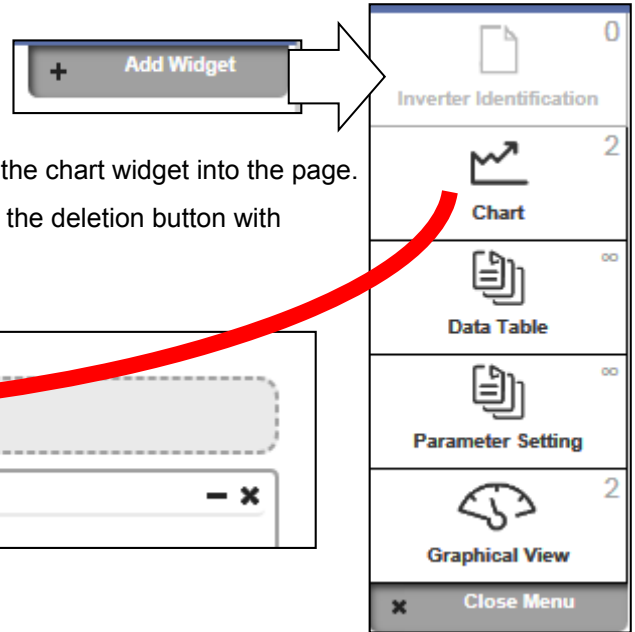 + Add Widget
the chart widget into the page.
the deletion button with
0
Inverter Identification
2
Chart
∞
Data Table
∞
Parameter Setting
2
Graphical View
× Close Menu